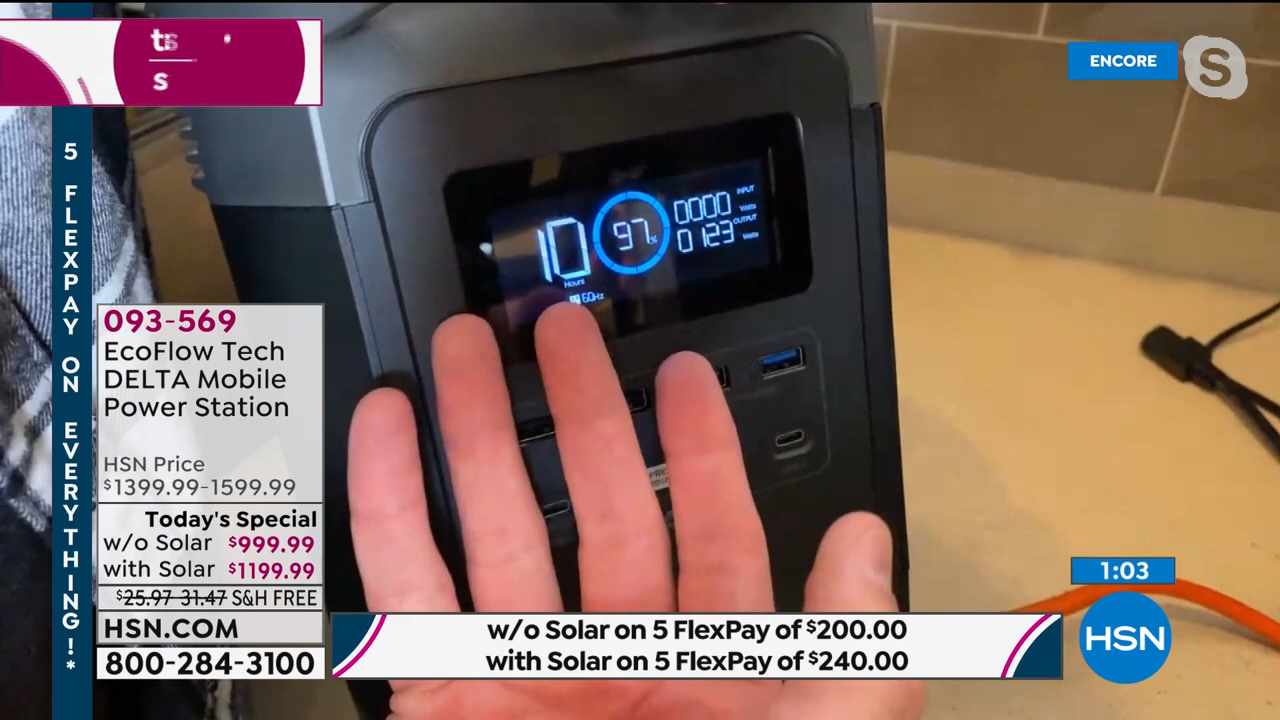 ts
s
ENCORE
S
5 FLEXPAY ON EVERYTHING!*
10
Hours
97%
0000
INPUT
Watts
0123
OUTPUT
Watts
60Hz
093-569
EcoFlow Tech
DELTA Mobile
Power Station
HSN Price
$1399.99-1599.99
Today's Special
w/o Solar $999.99
with Solar $1199.99
$25.97-31.47 S&H FREE
HSN.COM
800-284-3100
w/o Solar on 5 FlexPay of $200.00
with Solar on 5 FlexPay of $240.00
1:03
HSN